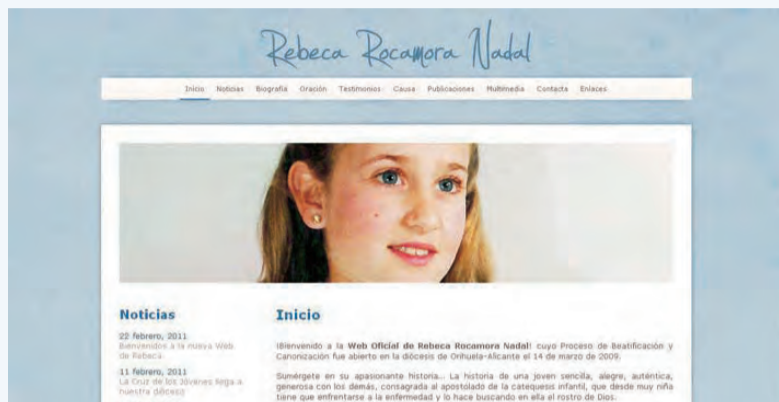 Rebeca Rocamora Nadal
Inicio Noticias Biografía Oración Testimonios Causa Publicaciones Multimedia Contacta Enlaces
Noticias
22 febrero, 2011
Bienvenidos a la nueva Web
de Rebeca
11 febrero, 2011
La Cruz de los Jóvenes llega a
nuestra diócesis
Inicio
¡Bienvenido a la Web Oficial de Rebeca Rocamora Nadal! cuyo Proceso de Beatificación y
Canonización fue abierto en la diócesis de Orihuela-Alicante el 14 de marzo de 2009.
Sumérgete en su apasionante historia... La historia de una joven sencilla, alegre, auténtica,
generosa con los demás, consagrada al apostolado de la catequesis infantil, que desde muy niña
tiene que enfrentarse a la enfermedad y lo hace buscando en ella el rostro de Dios.